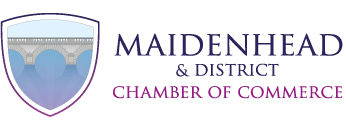 MAIDENHEAD
& DISTRICT
CHAMBER OF COMMERCE